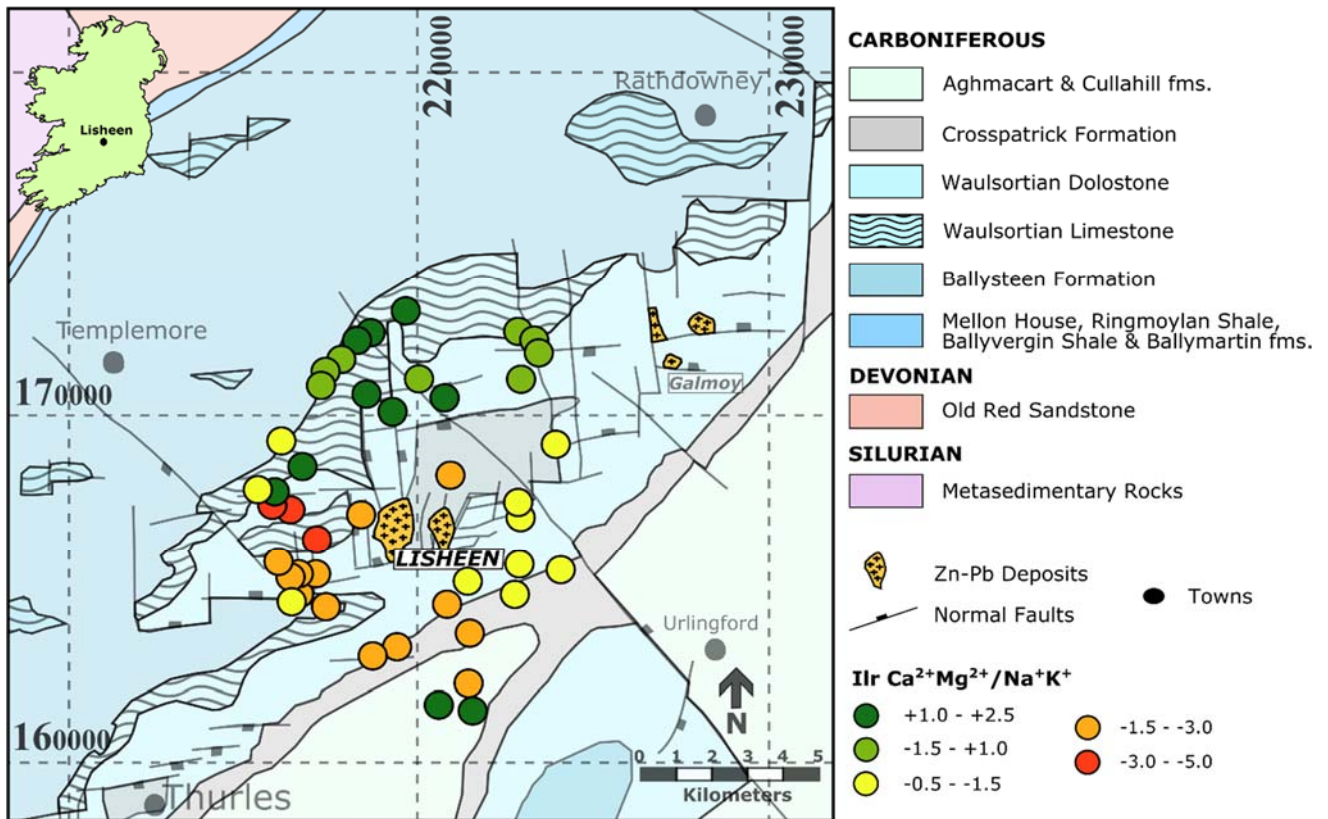 Lisheen
220000
230000
Rathdowney
Templemore
170000
Galmoy
LISHEEN
Urlingford
N
160000
0 1 2 3 4 5
Kilometers
Thurles
CARBONIFEROUS
Aghmacart & Cullahill fms.
Crosspatrick Formation
Waulsortian Dolostone
Waulsortian Limestone
Ballysteen Formation
Mellon House, Ringmoylan Shale,
Ballyvergin Shale & Ballymartin fms.
DEVONIAN
Old Red Sandstone
SILURIAN
Metasedimentary Rocks
Zn-Pb Deposits
Normal Faults
Towns
Ilr Ca²⁺Mg²⁺/Na⁺K⁺
+1.0 - +2.5
-1.5 - +1.0
-0.5 - -1.5
-1.5 - -3.0
-3.0 - -5.0